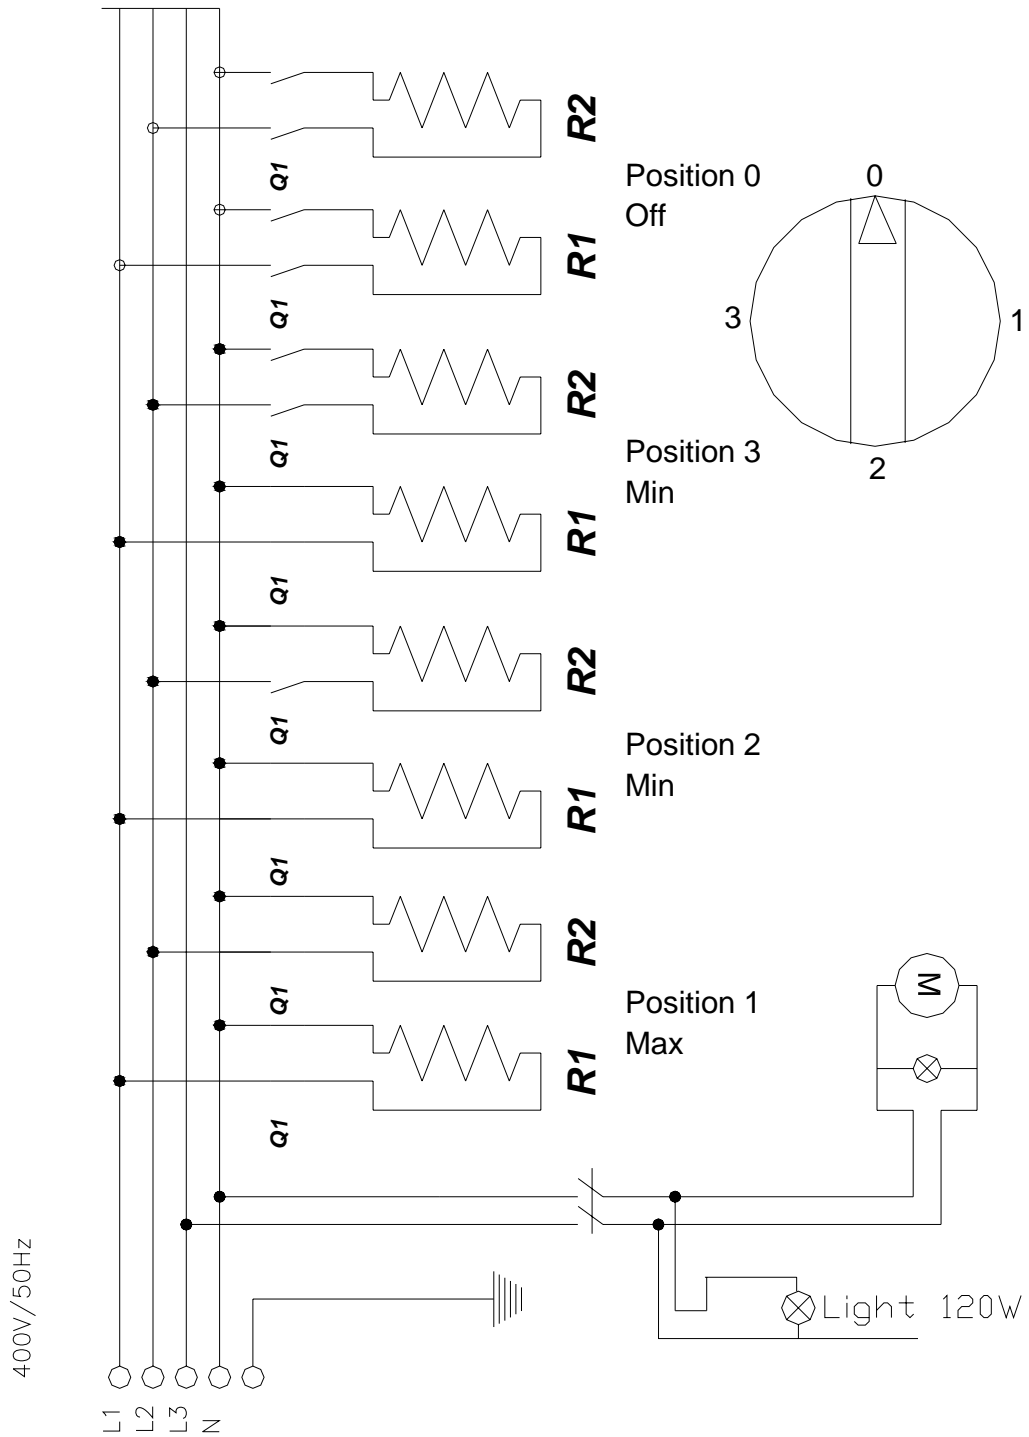 R2
Q1
Position 0
Off
0
R1
3
1
Q1
R2
Q1
Position 3
Min
2
R1
Q1
R2
Q1
Position 2
Min
R1
Q1
R2
M
Q1
Position 1
Max
R1
Q1
400V/50Hz
Light 120W
L1
L2
L3
N